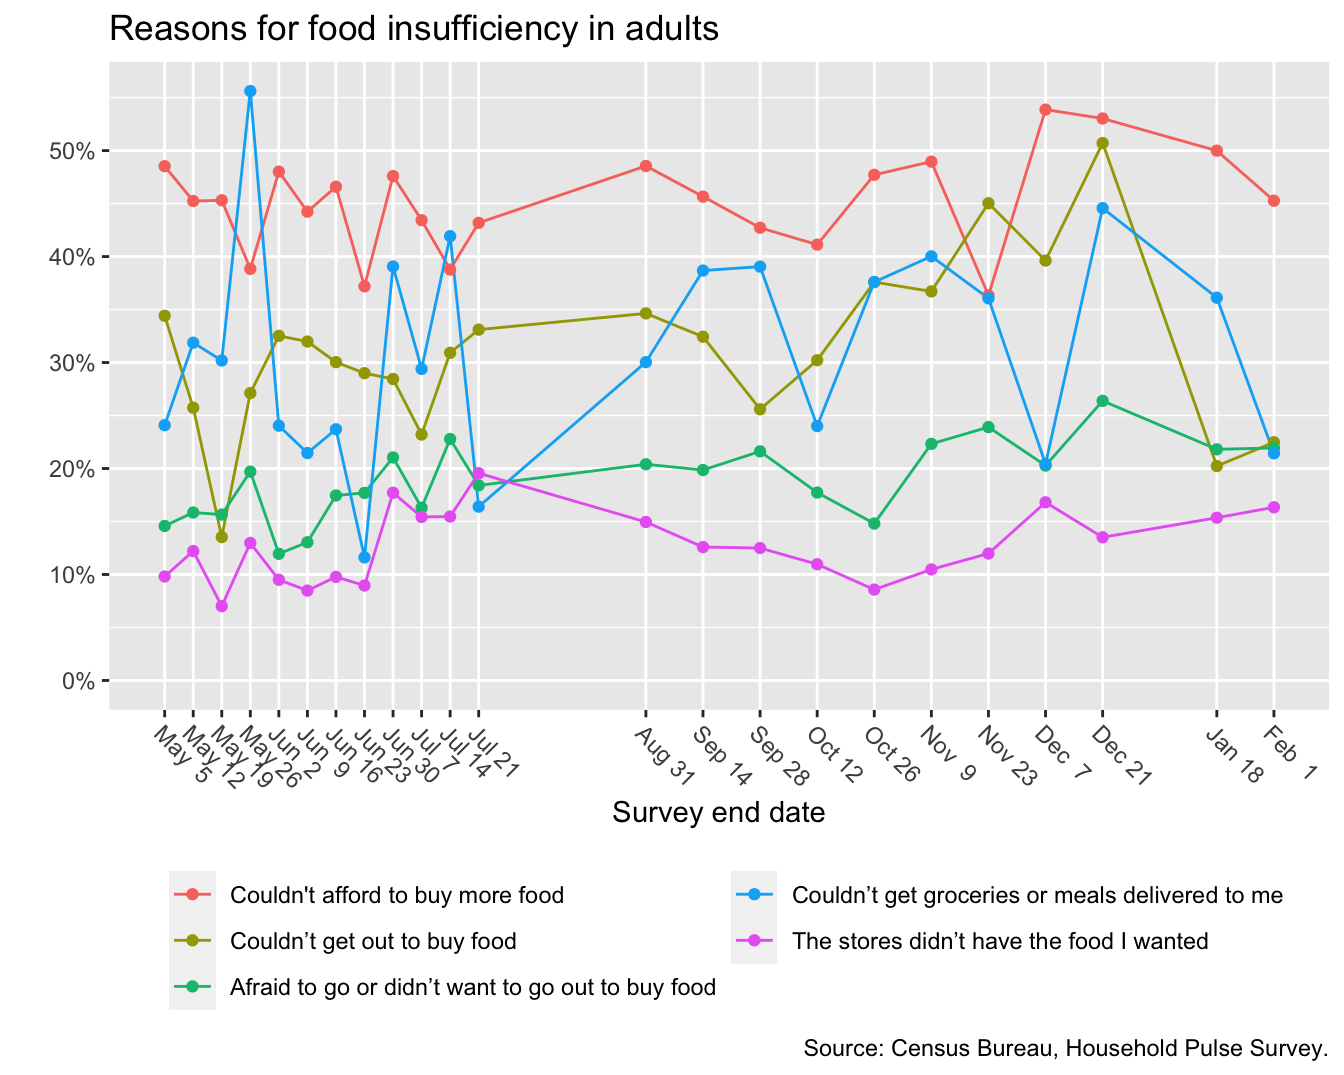 Reasons for food insufficiency in adults
50%
40%
30%
20%
10%
0%
May 5
May 12
May 19
May 26
Jun 2
Jun 9
Jun 16
Jun 23
Jun 30
Jul 7
Jul 14
Jul 21
Aug 31
Sep 14
Sep 28
Oct 12
Oct 26
Nov 9
Nov 23
Dec 7
Dec 21
Jan 18
Feb 1
Survey end date
Couldn't afford to buy more food
Couldn’t get out to buy food
Afraid to go or didn’t want to go out to buy food
Couldn’t get groceries or meals delivered to me
The stores didn’t have the food I wanted
Source: Census Bureau, Household Pulse Survey.